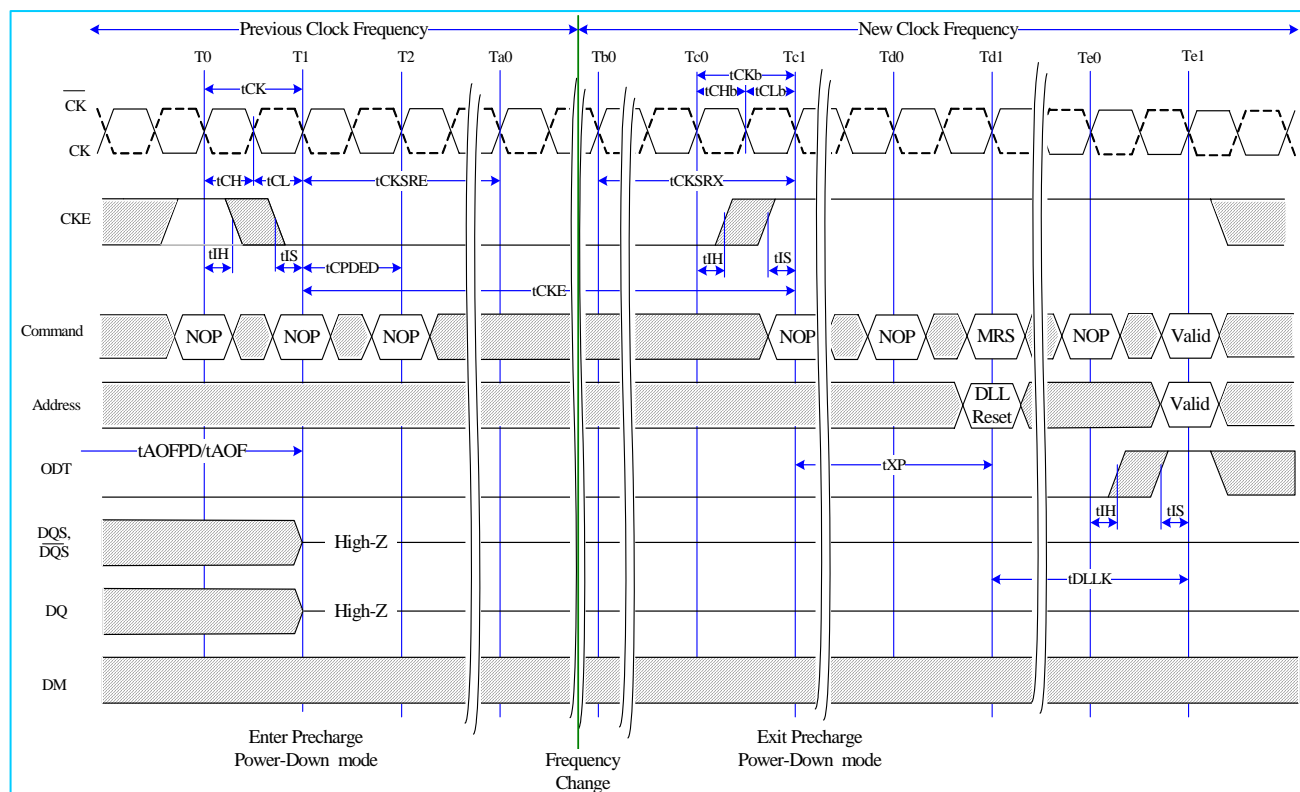 Previous Clock Frequency New Clock Frequency
T0 T1 T2 Ta0 Tb0 Tc0 Tc1 Td0 Td1 Te0 Te1
tCK tCKb
tCHb tCLb
CK
CK
tCH tCL tCKSRE tCKSRX
CKE
tIH tIS tCPDED tIH tIS
tCKE
Command NOP NOP NOP NOP NOP MRS NOP Valid
Address DLL Reset Valid
tAOFPD/tAOF
ODT tXP
tIH tIS
DQS,
DQS High-Z
tDLLK
DQ High-Z
DM
Enter Precharge
Power-Down mode
Frequency
Change
Exit Precharge
Power-Down mode